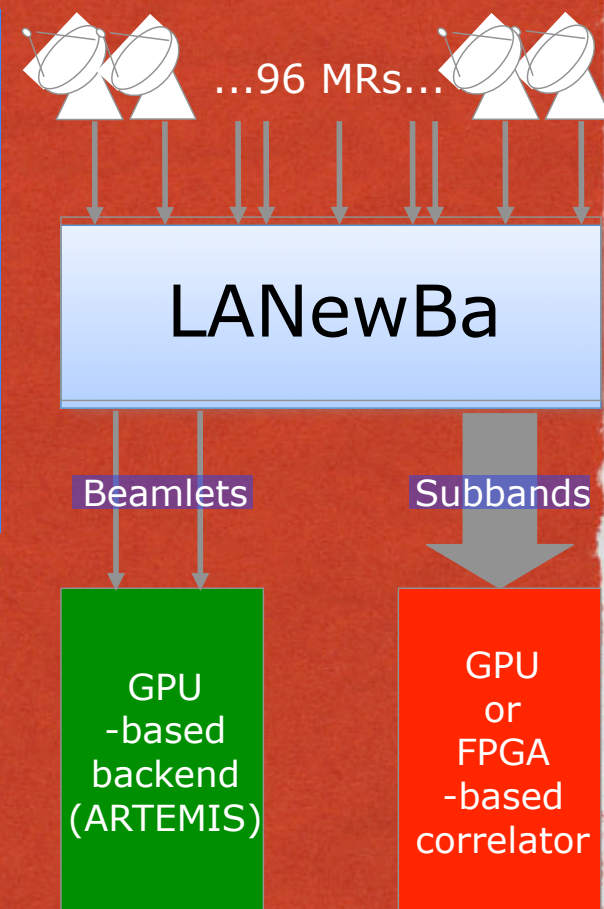 ...96 MRs...
LANewBa
Beamlets
Subbands
GPU
-based
backend
(ARTEMIS)
GPU
or
FPGA
-based
correlator